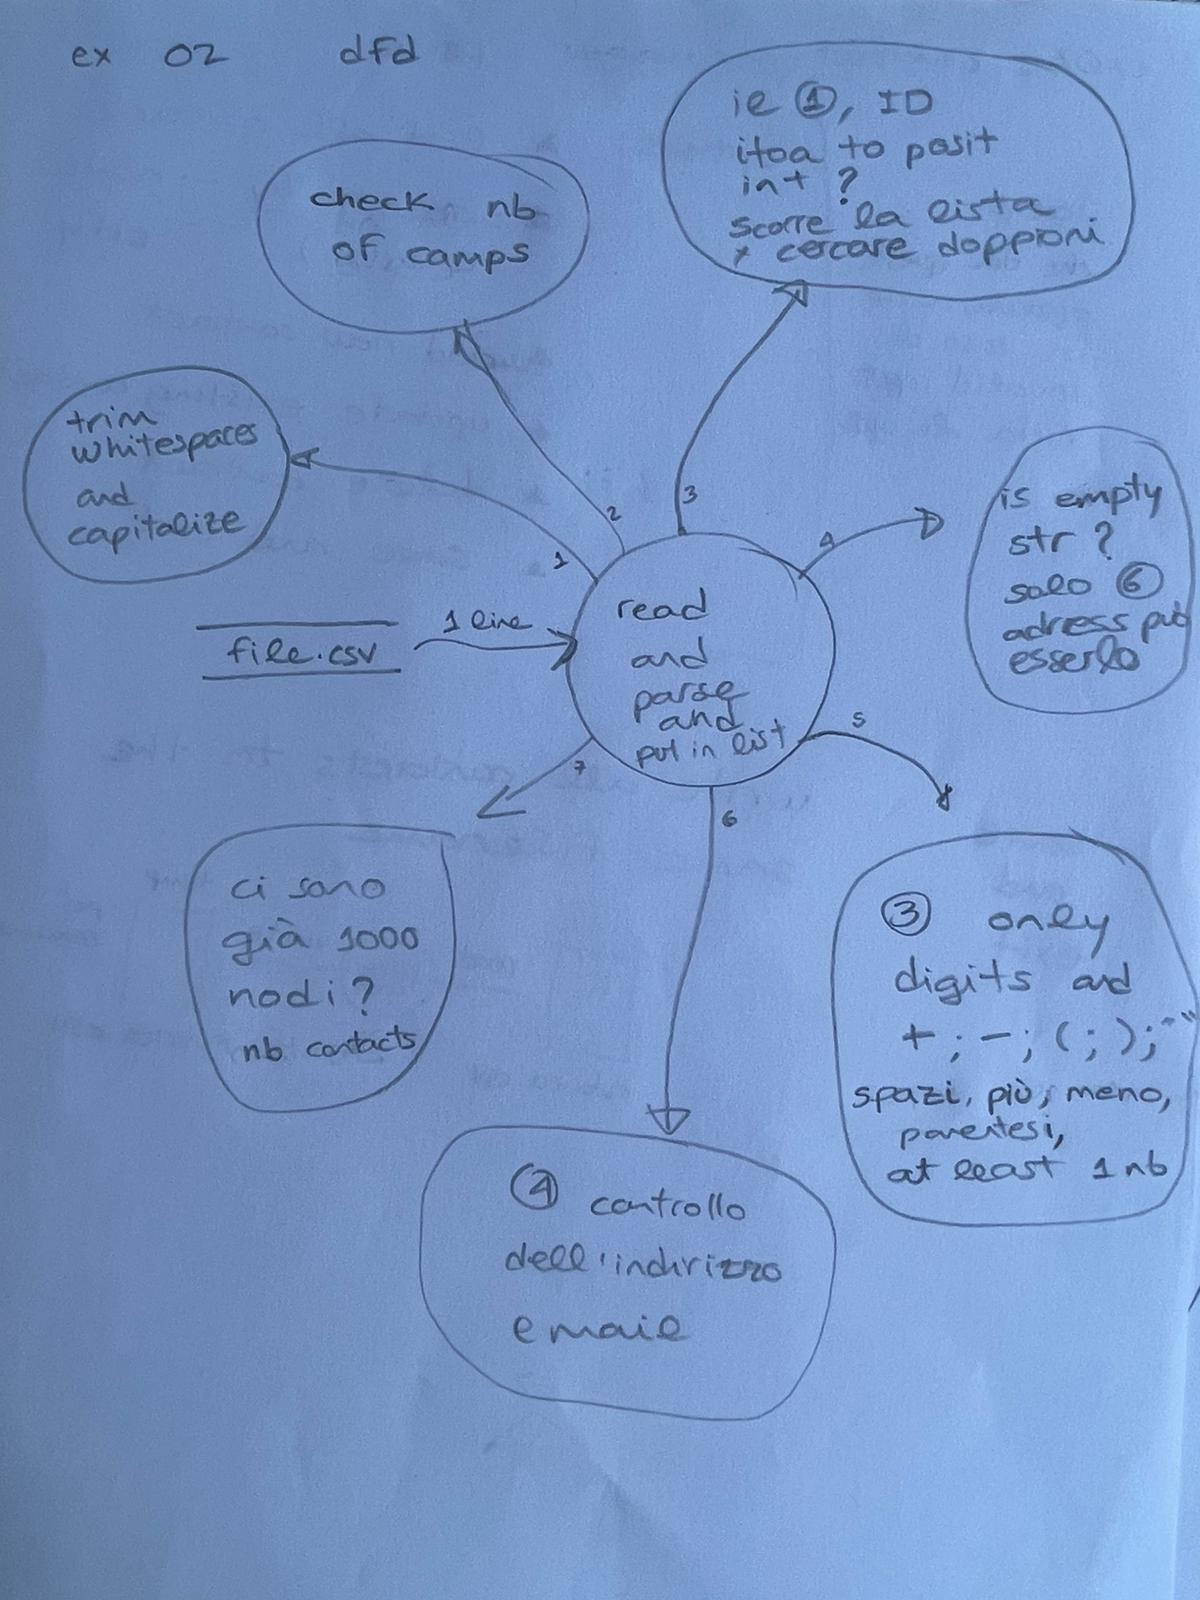 ex 02 dfd
ie ①, ID
itoa to posit
int ?
scorre la lista
x cercare doppioni
check nb
of camps
trim
whitespaces
and
capitalize
is empty
str ?
solo ⑥
adress può
esserlo
file.csv
1 line
read
and
parse
and
put in list
1
2
3
4
5
6
7
ci sono
già 1000
nodi?
nb contacts
③ only
digits and
+ ; - ; ( ; ) ; " "
spazi, più, meno,
parentesi,
at least 1 nb
④ controllo
dell'indirizzo
email